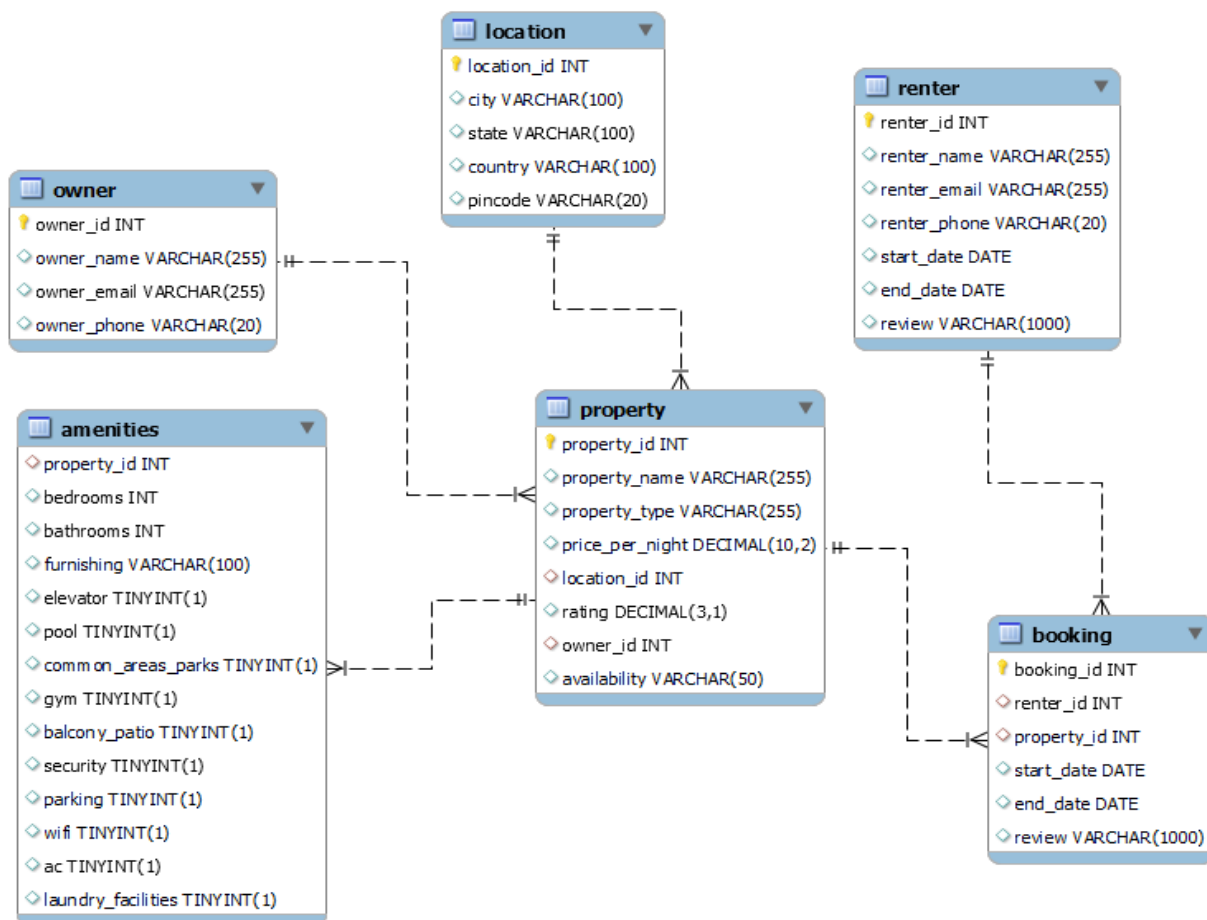 location
location_id INT
city VARCHAR(100)
state VARCHAR(100)
country VARCHAR(100)
pincode VARCHAR(20)
renter
renter_id INT
renter_name VARCHAR(255)
renter_email VARCHAR(255)
renter_phone VARCHAR(20)
start_date DATE
end_date DATE
review VARCHAR(1000)
owner
owner_id INT
owner_name VARCHAR(255)
owner_email VARCHAR(255)
owner_phone VARCHAR(20)
amenities
property_id INT
bedrooms INT
bathrooms INT
furnishing VARCHAR(100)
elevator TINYINT(1)
pool TINYINT(1)
common_areas_parks TINYINT(1)
gym TINYINT(1)
balcony_patio TINYINT(1)
security TINYINT(1)
parking TINYINT(1)
wifi TINYINT(1)
ac TINYINT(1)
laundry_facilities TINYINT(1)
property
property_id INT
property_name VARCHAR(255)
property_type VARCHAR(255)
price_per_night DECIMAL(10,2)
location_id INT
rating DECIMAL(3,1)
owner_id INT
availability VARCHAR(50)
booking
booking_id INT
renter_id INT
property_id INT
start_date DATE
end_date DATE
review VARCHAR(1000)